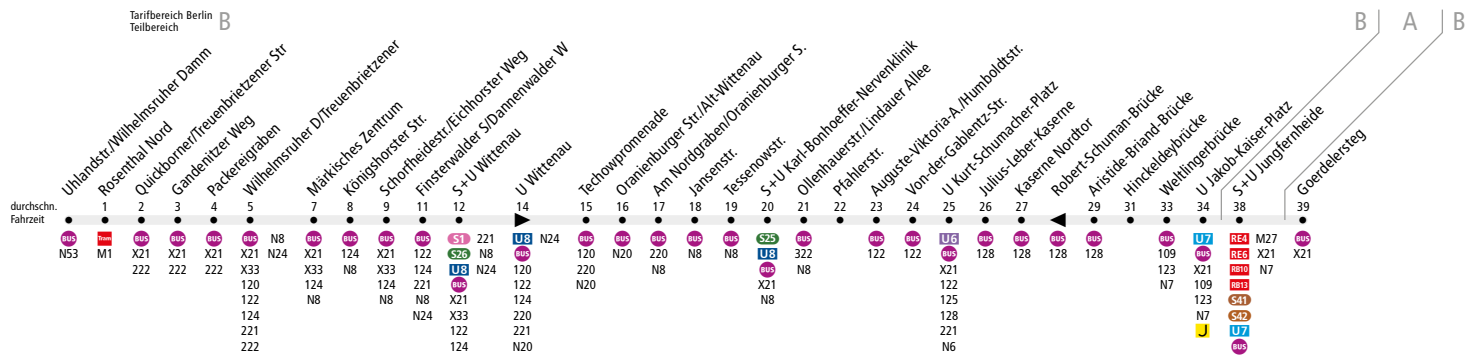 Tarifbereich Berlin
Teilbereich
B
B
A
B
Uhlandstr./Wilhelmsruher Damm
Rosenthal Nord
Quickborner/Treuenbrietzener Str
Gandenitzer Weg
Packereigraben
Wilhelmsruher D/Treuenbrietzener
Märkisches Zentrum
Königshorster Str.
Schorfheidestr./Eichhorster Weg
Finsterwalder S/Dannenwalder W
S+U Wittenau
U Wittenau
Techowpromenade
Oranienburger Str./Alt-Wittenau
Am Nordgraben/Oranienburger S.
Jansenstr.
Tessenowstr.
S+U Karl-Bonhoeffer-Nervenklinik
Ollenhauerstr./Lindauer Allee
Pfahlerstr.
Auguste-Viktoria-A./Humboldtstr.
Von-der-Gablentz-Str.
U Kurt-Schumacher-Platz
Julius-Leber-Kaserne
Kaserne Nordtor
Robert-Schuman-Brücke
Aristide-Briand-Brücke
Hinckeldeybrücke
Weltlingerbrücke
U Jakob-Kaiser-Platz
S+U Jungfernheide
Goerdelersteg
durchschn.
Fahrzeit
1 2 3 4 5 7 8 9 11 12 14 15 16 17 18 19 20 21 22 23 24 25 26 27 29 31 33 34 38 39
BUS
N53
Tram
M1
BUS
X21
222
BUS
X21
222
BUS
X21
222
BUS N8
X21 N24
X33
120
122
124
221
222
BUS
X21
X33
124
N8
BUS
124
N8
BUS
X21
X33
124
N8
BUS
122
124
221
N8
N24
S1 221
S26 N8
U8 N24
BUS
X21
X33
122
124
U8 N24
BUS
120
122
124
220
221
N20
BUS
120
220
N20
BUS
N20
BUS
220
N8
BUS
N8
BUS
N8
S25
U8
BUS
X21
N8
BUS
322
N8
BUS
122
BUS
122
U6
BUS
X21
122
125
128
221
N6
BUS
128
BUS
128
BUS
128
BUS
128
BUS
109
123
N7
U7
BUS
X21
109
123
N7
J
RE4 M27
RE6 X21
RB10 N7
RB13
S41
S42
U7
BUS
BUS
X21